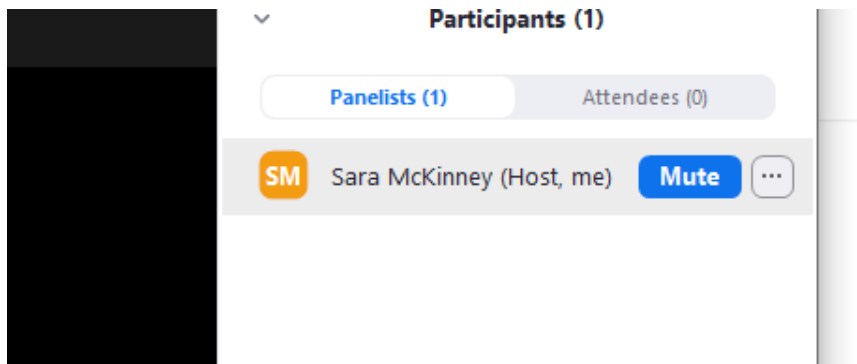 Participants (1)
Panelists (1) Attendees (0)
SM Sara McKinney (Host, me) Mute ...